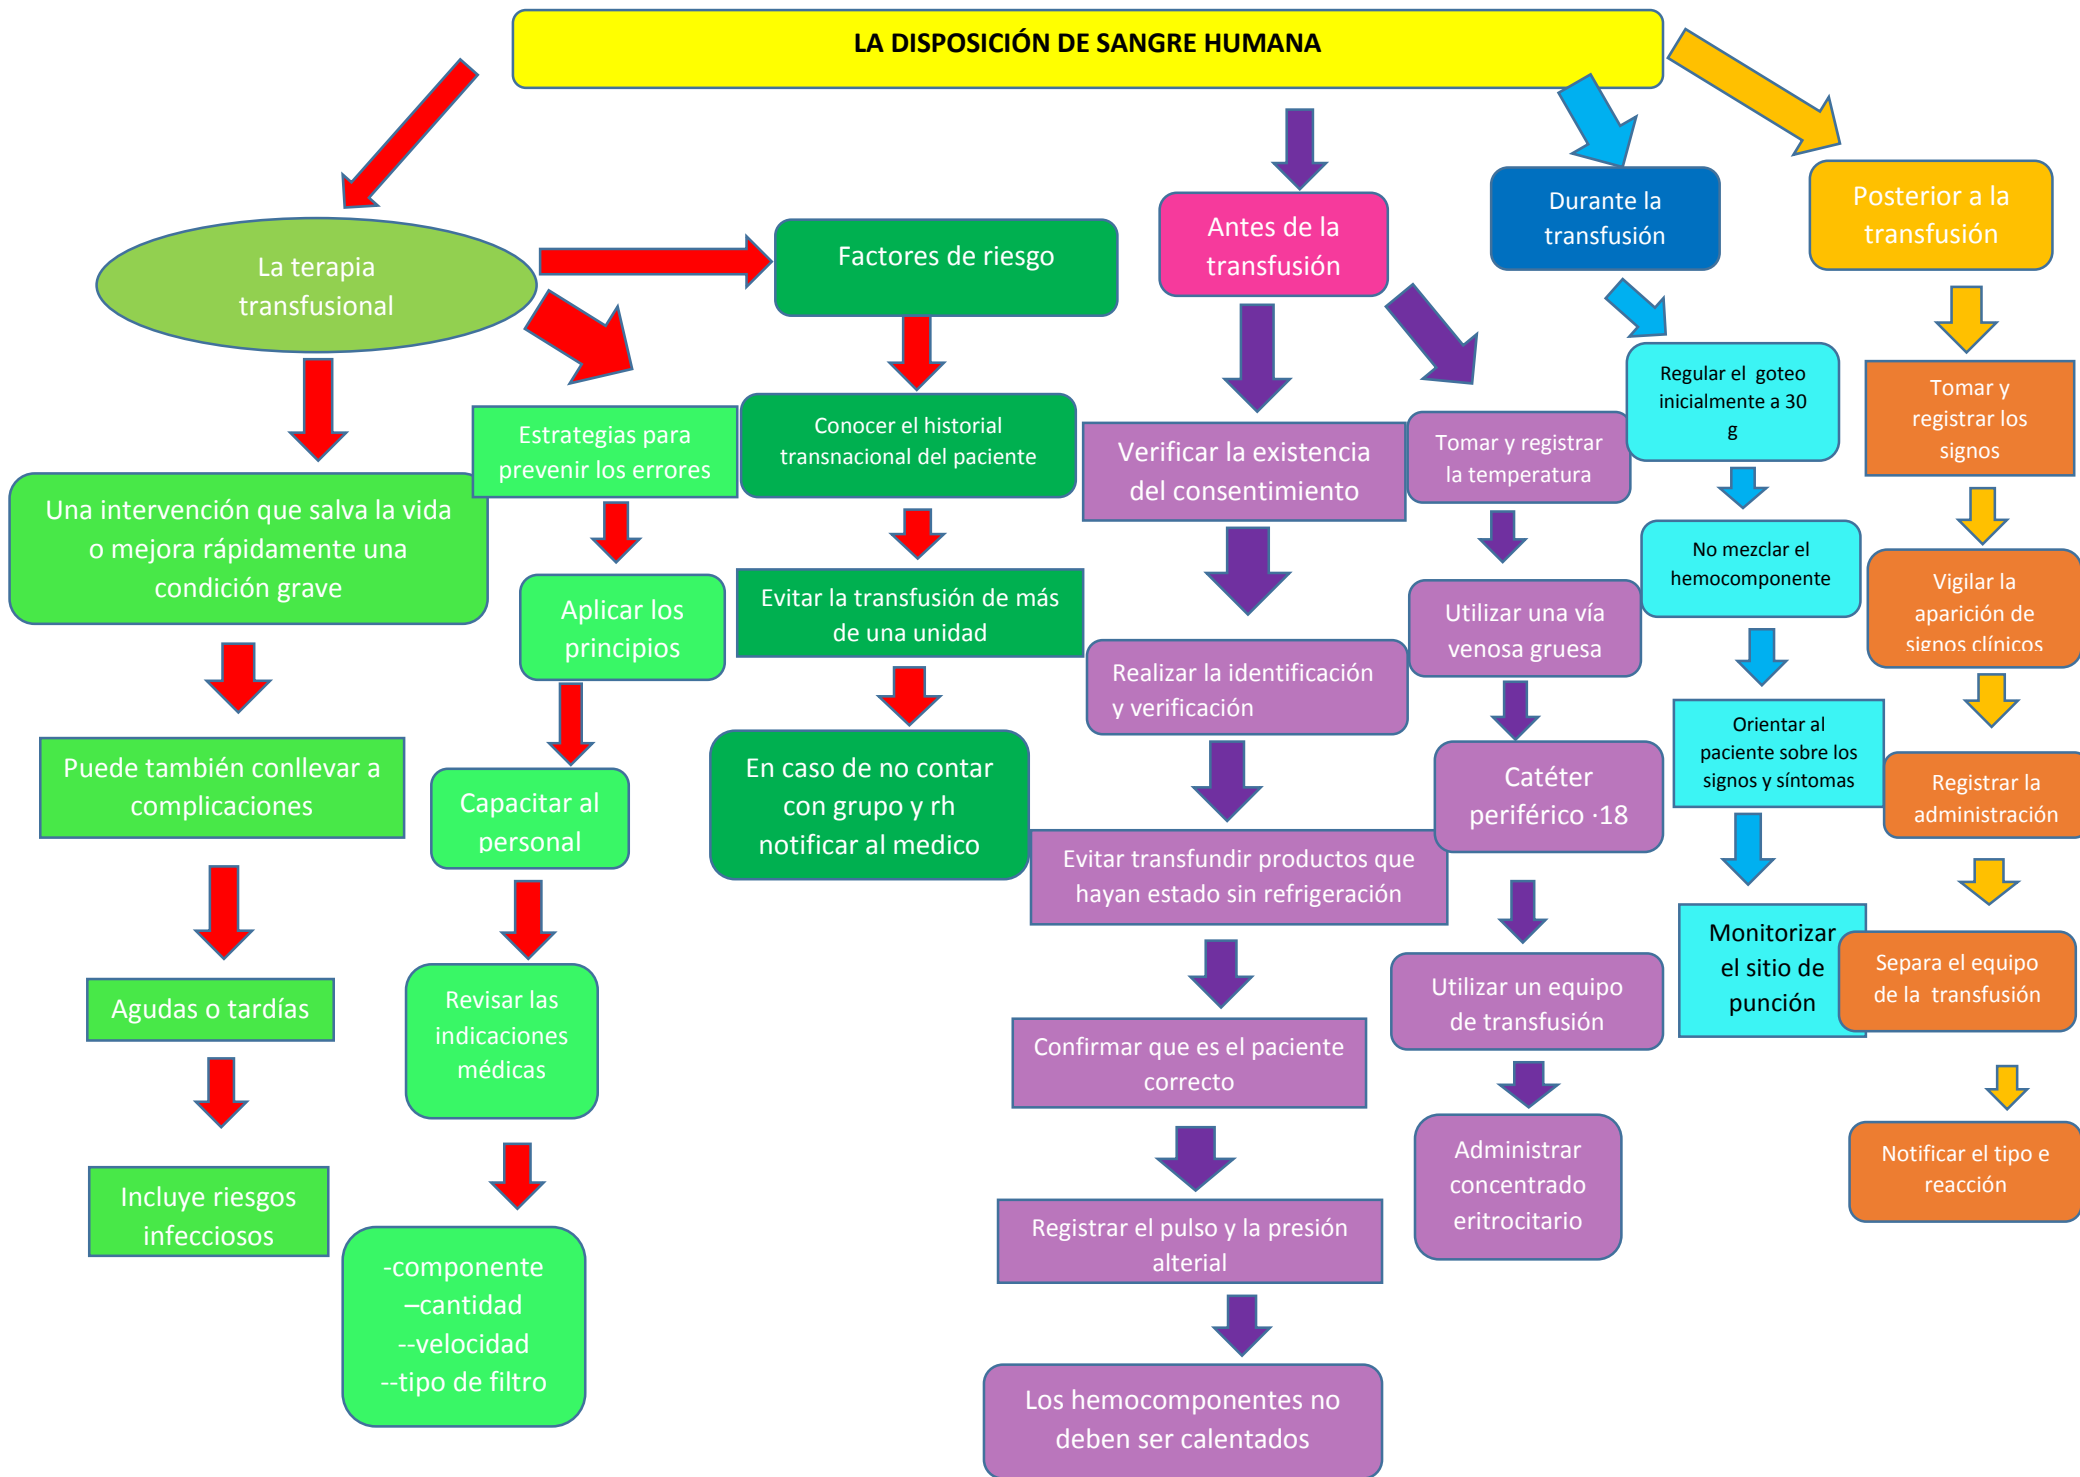 LA DISPOSICIÓN DE SANGRE HUMANA
La terapia
transfusional
Una intervención que salva la vida
o mejora rápidamente una
condición grave
Puede también conllevar a
complicaciones
Agudas o tardías
Incluye riesgos
infecciosos
Estrategias para
prevenir los errores
Aplicar los
principios
Capacitar al
personal
Revisar las
indicaciones
médicas
-componente
–cantidad
--velocidad
--tipo de filtro
Factores de riesgo
Conocer el historial
transnacional del paciente
Evitar la transfusión de más
de una unidad
En caso de no contar
con grupo y rh
notificar al medico
Antes de la
transfusión
Verificar la existencia
del consentimiento
Realizar la identificación
y verificación
Evitar transfundir productos que
hayan estado sin refrigeración
Confirmar que es el paciente
correcto
Registrar el pulso y la presión
alterial
Los hemocomponentes no
deben ser calentados
Tomar y registrar
la temperatura
Utilizar una vía
venosa gruesa
Catéter
periférico ·18
Utilizar un equipo
de transfusión
Administrar
concentrado
eritrocitario
Durante la
transfusión
Regular el  goteo
inicialmente a 30
g
No mezclar el
hemocomponente
Orientar al
paciente sobre los
signos y síntomas
Monitorizar
el sitio de
punción
Posterior a la
transfusión
Tomar y
registrar los
signos
Vigilar la
aparición de
signos clínicos
Registrar la
administración
Separa el equipo
de la  transfusión
Notificar el tipo e
reacción